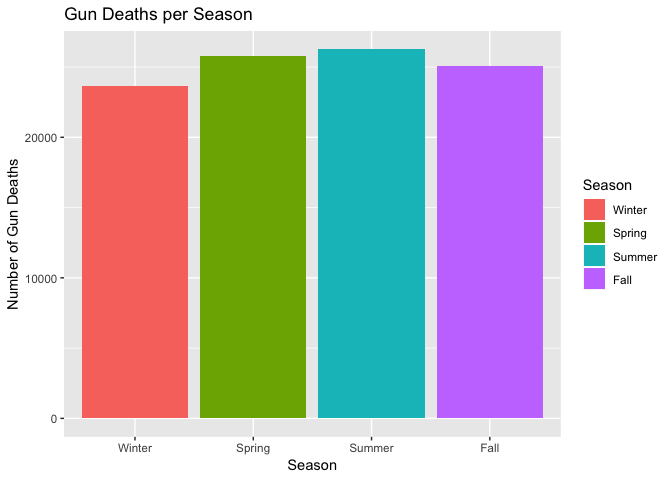 Gun Deaths per Season
Number of Gun Deaths
20000
10000
0
Winter
Spring
Summer
Fall
Season
Season
Winter
Spring
Summer
Fall